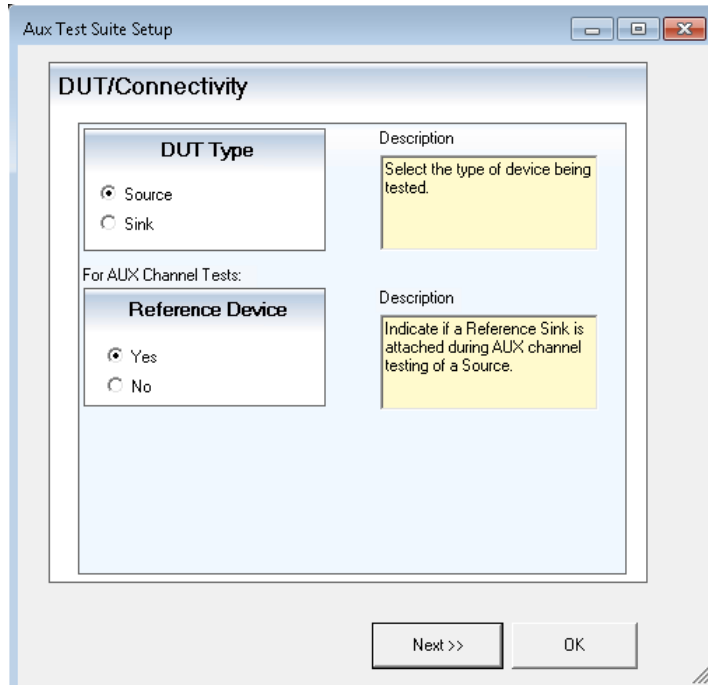 Aux Test Suite Setup
DUT/Connectivity
DUT Type
Source
Sink
Description
Select the type of device being
tested.
For AUX Channel Tests:
Reference Device
Yes
No
Description
Indicate if a Reference Sink is
attached during AUX channel
testing of a Source.
Next >>
OK